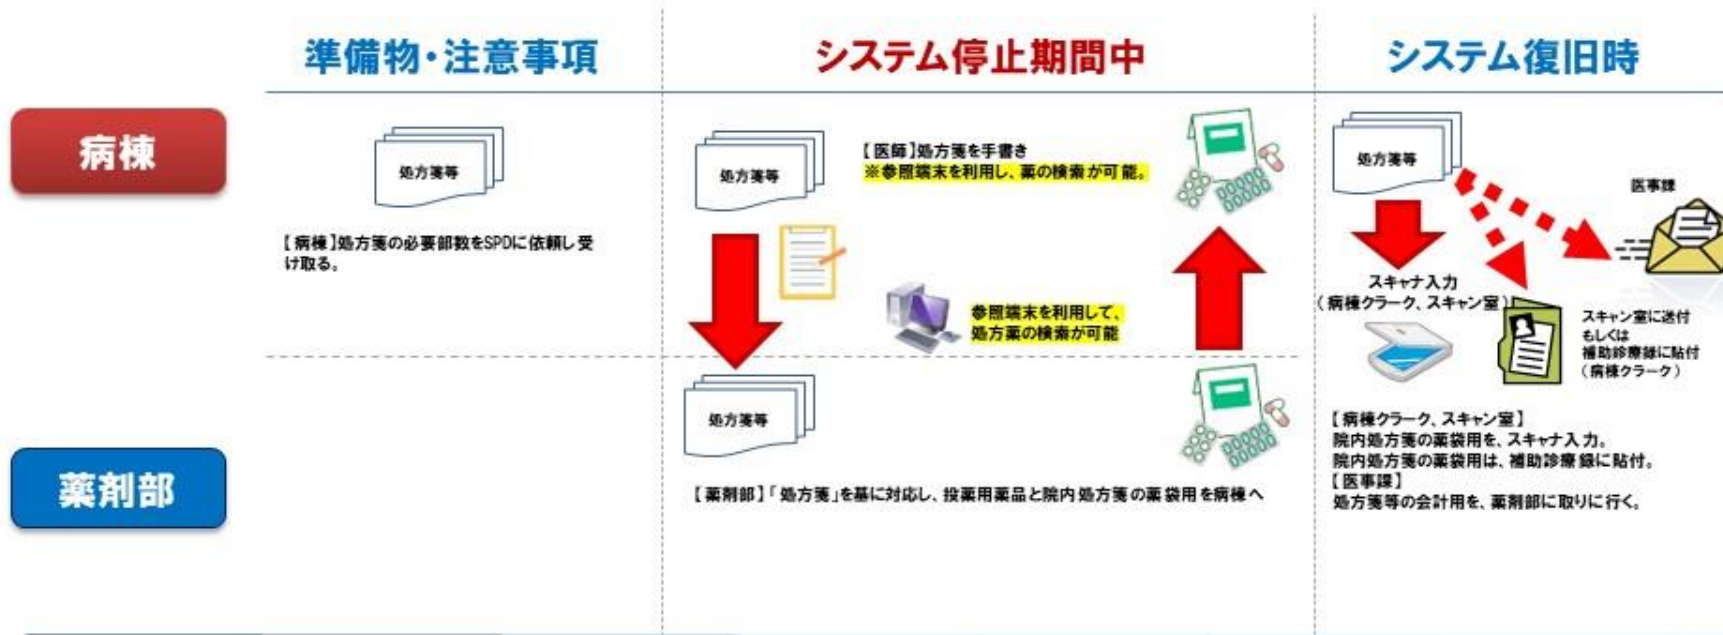 準備物・注意事項
システム停止期間中
システム復旧時
病棟
処方箋等
【病棟】処方箋の必要部数をSPDに依頼し受
け取る。
処方箋等
【医師】処方箋を手書き
※参照端末を利用し、薬の検索が可能。
参照端末を利用して、
処方薬の検索が可能
処方箋等
医事課
スキャナ入力
（病棟クラーク、スキャン室）
スキャン室に送付
もしくは
補助診療録に貼付
（病棟クラーク）
薬剤部
処方箋等
【薬剤部】「処方箋」を基に対応し、投薬用薬品と院内処方箋の薬袋用を病棟へ
【病棟クラーク、スキャン室】
院内処方箋の薬袋用を、スキャナ入力。
院内処方箋の薬袋用は、補助診療録に貼付。
【医事課】
処方箋等の会計用を、薬剤部に取りに行く。